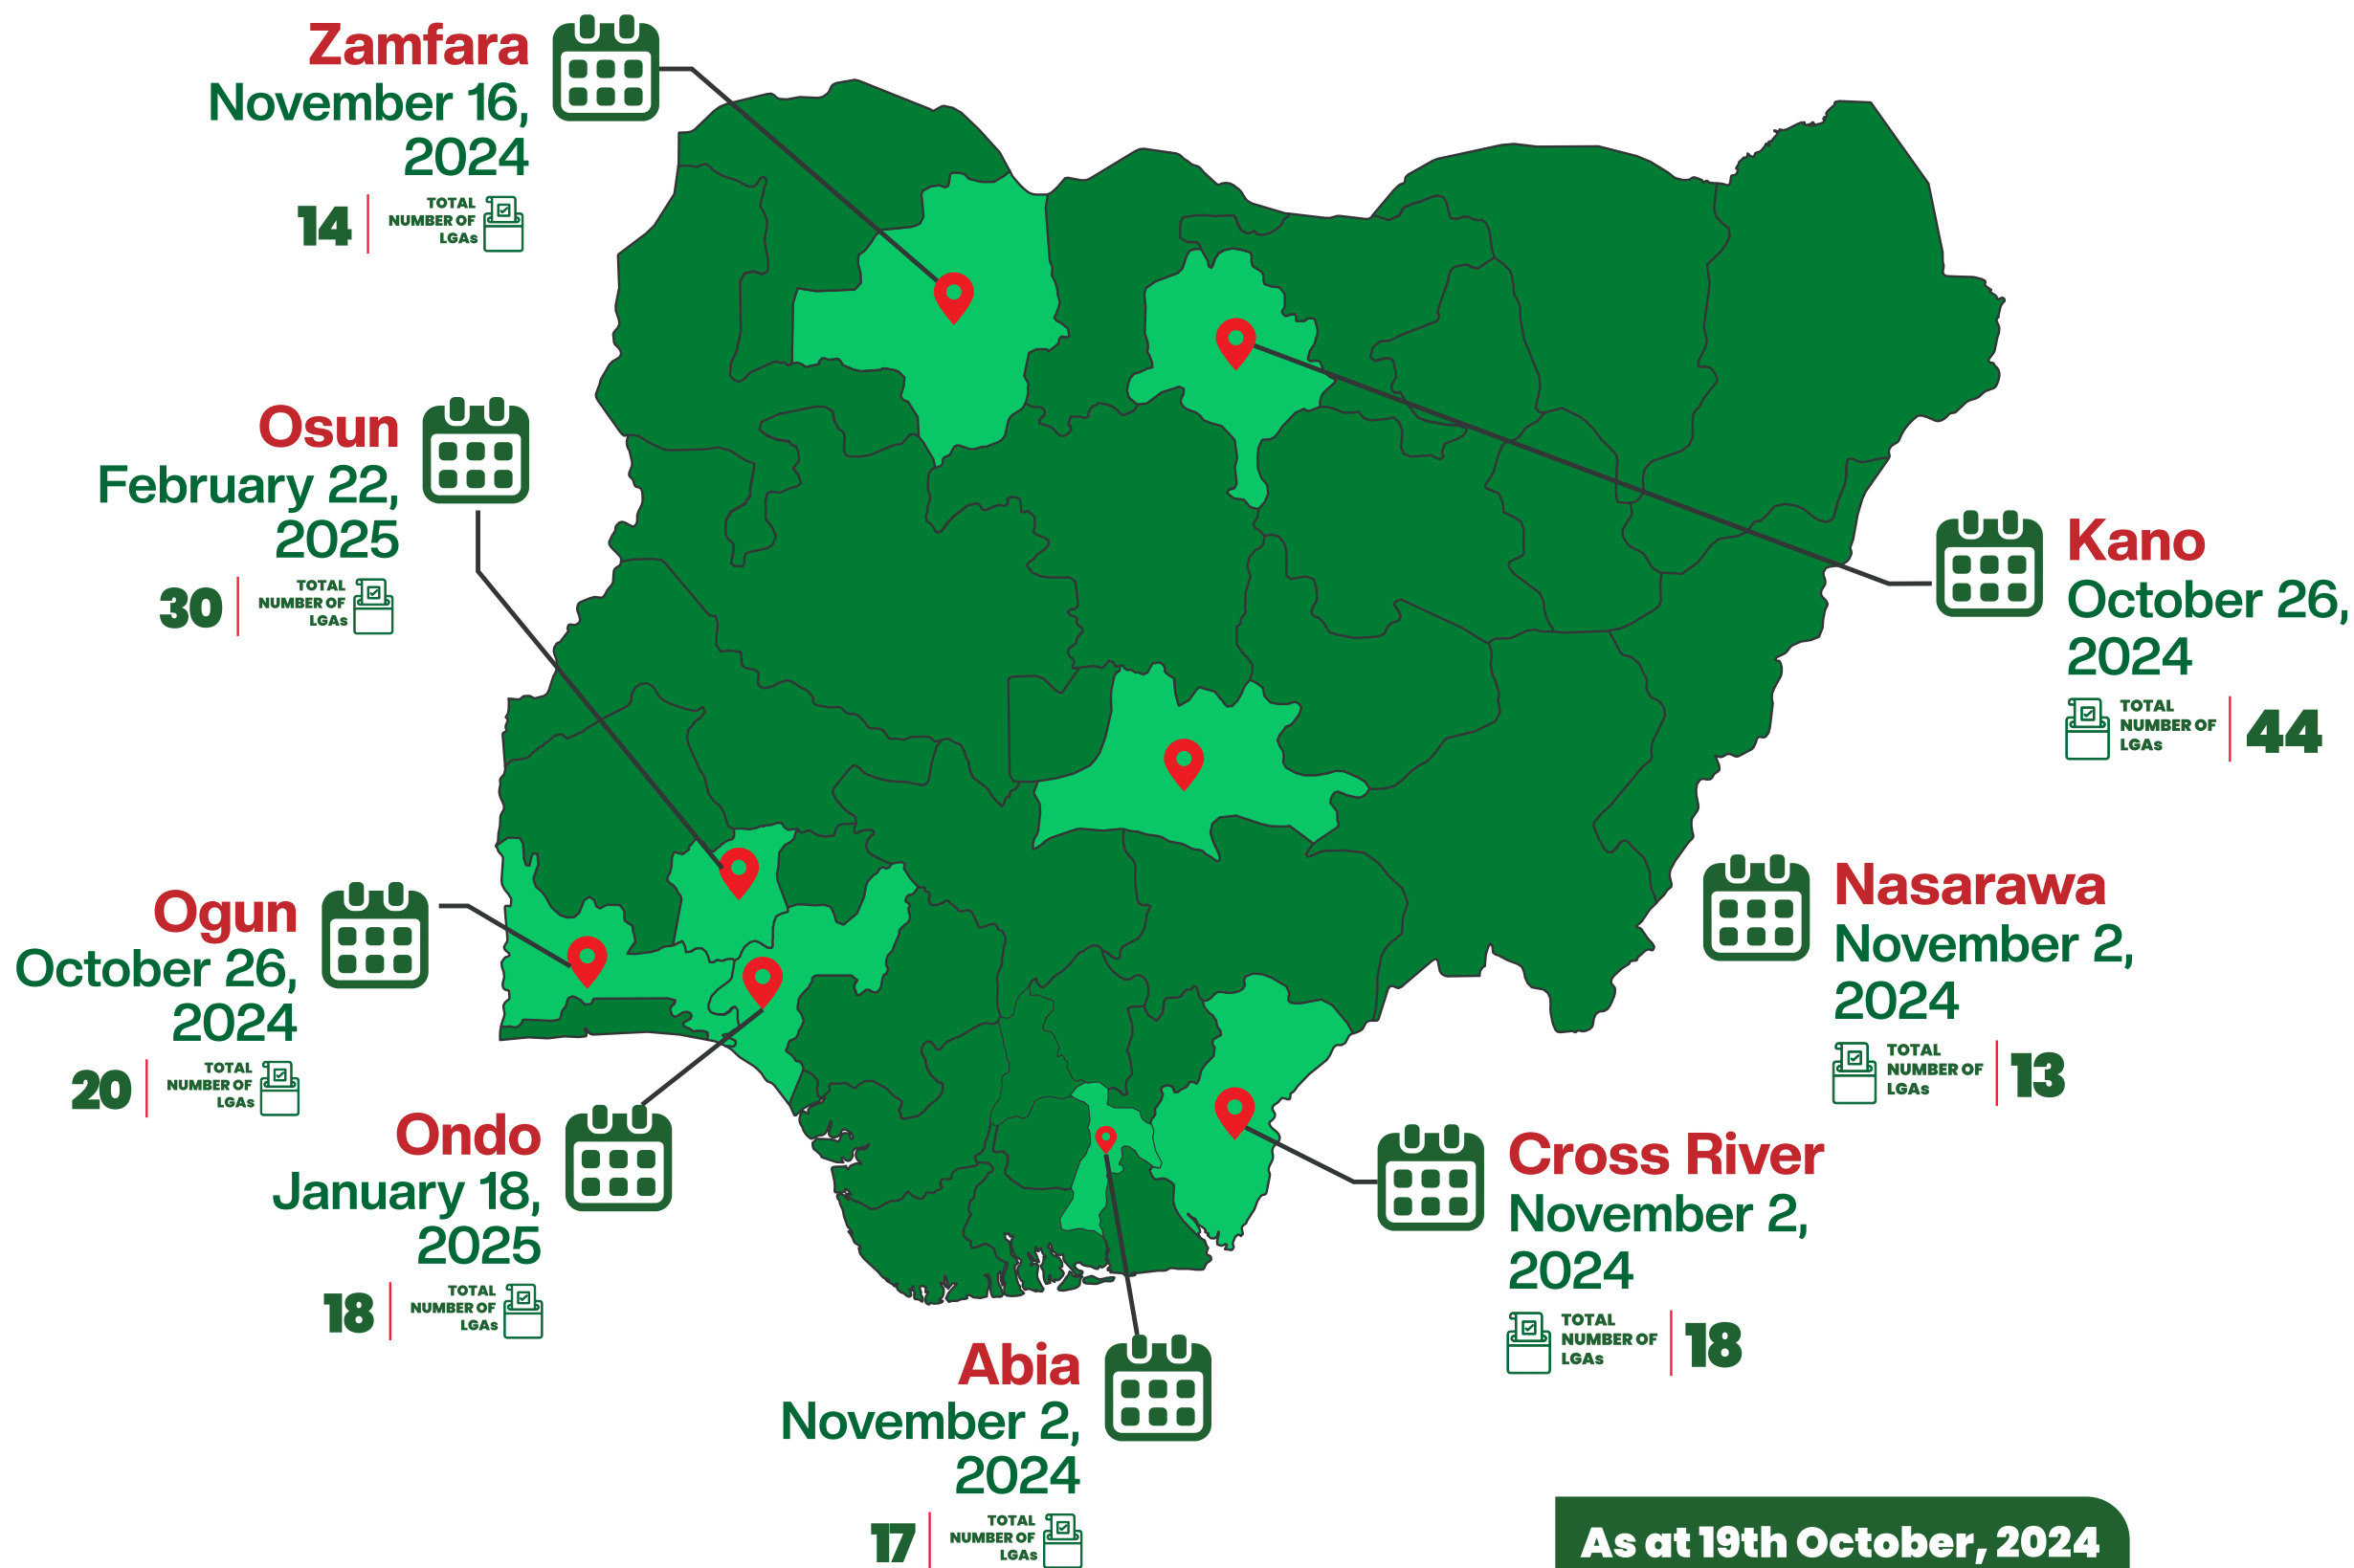 Zamfara
November 16,
2024
14
TOTAL
NUMBER OF
LGAs
Osun
February 22,
2025
30
TOTAL
NUMBER OF
LGAs
Kano
October 26,
2024
TOTAL
NUMBER OF
LGAs
44
Ogun
October 26,
2024
20
TOTAL
NUMBER OF
LGAs
Nasarawa
November 2,
2024
TOTAL
NUMBER OF
LGAs
13
Ondo
January 18,
2025
18
TOTAL
NUMBER OF
LGAs
Cross River
November 2,
2024
TOTAL
NUMBER OF
LGAs
18
Abia
November 2,
2024
17
TOTAL
NUMBER OF
LGAs
As at 19th October, 2024